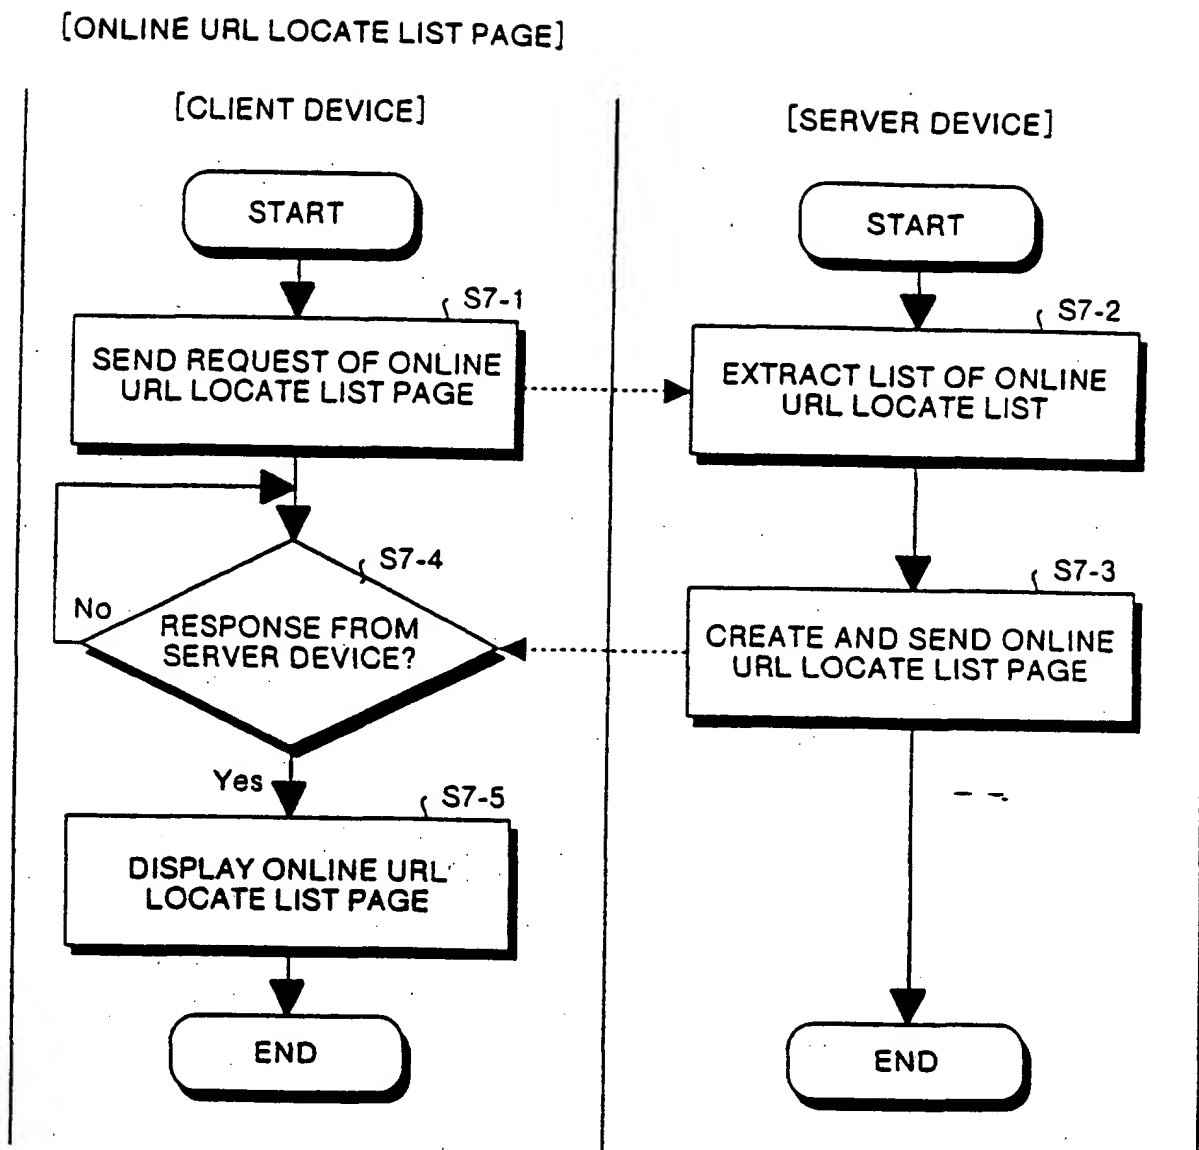 [ONLINE URL LOCATE LIST PAGE]
[CLIENT DEVICE]
START
S7-1
SEND REQUEST OF ONLINE
URL LOCATE LIST PAGE
S7-4
No
RESPONSE FROM
SERVER DEVICE?
Yes
S7-5
DISPLAY ONLINE URL
LOCATE LIST PAGE
END
[SERVER DEVICE]
START
S7-2
EXTRACT LIST OF ONLINE
URL LOCATE LIST
S7-3
CREATE AND SEND ONLINE
URL LOCATE LIST PAGE
END